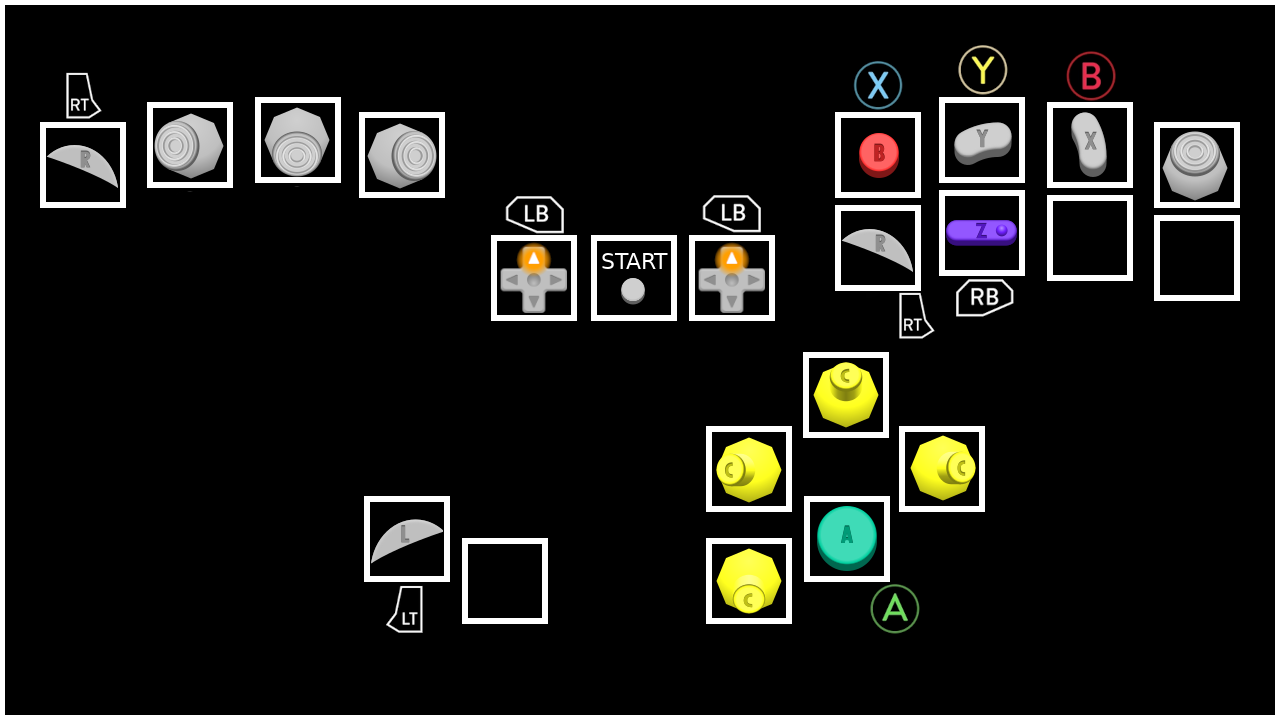 X Y B
RT
R B Y X
LB LB
START
R Z
RB
RT
C
C C
L A
C
LT A